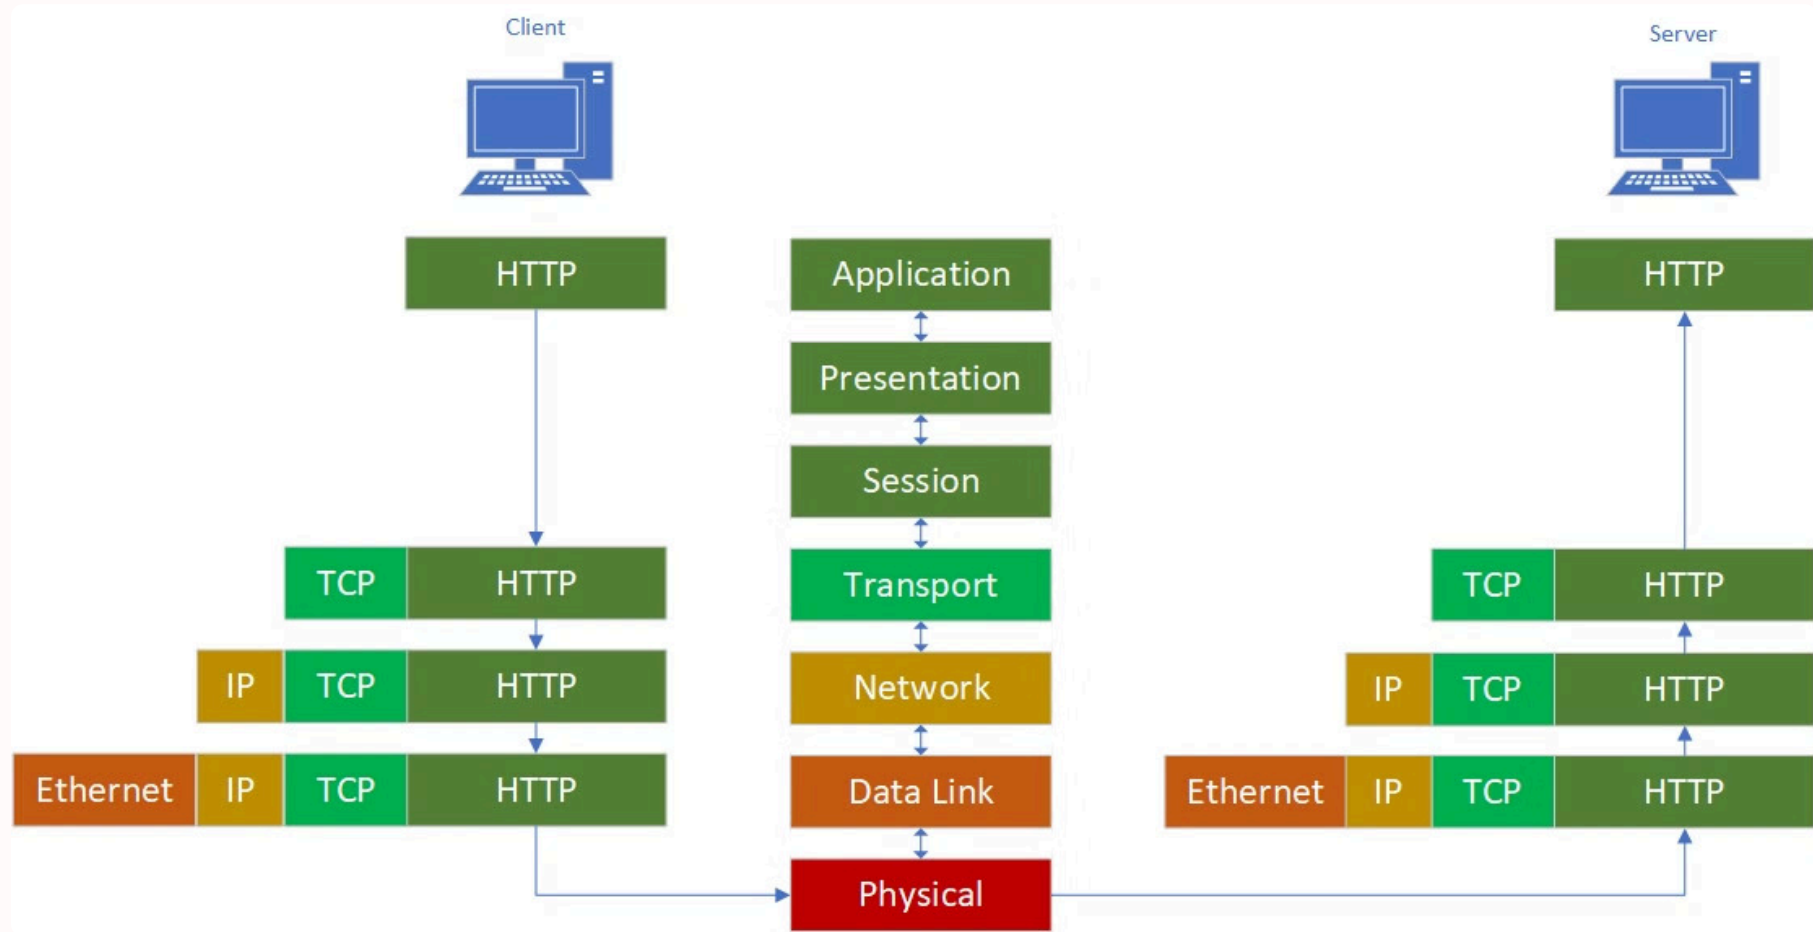 Client
Server
HTTP
Application
HTTP
Presentation
Session
TCP HTTP
Transport
TCP HTTP
IP TCP HTTP
Network
IP TCP HTTP
Ethernet IP TCP HTTP
Data Link
Ethernet IP TCP HTTP
Physical